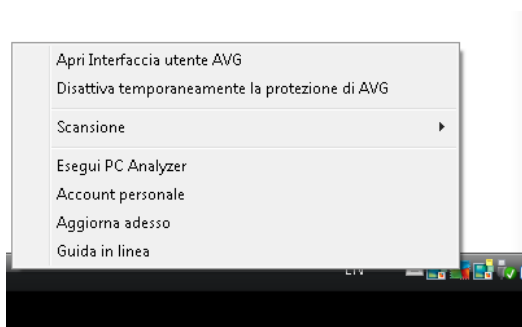 Apri Interfaccia utente AVG
Disattiva temporaneamente la protezione di AVG
Scansione
Esegui PC Analyzer
Account personale
Aggiorna adesso
Guida in linea